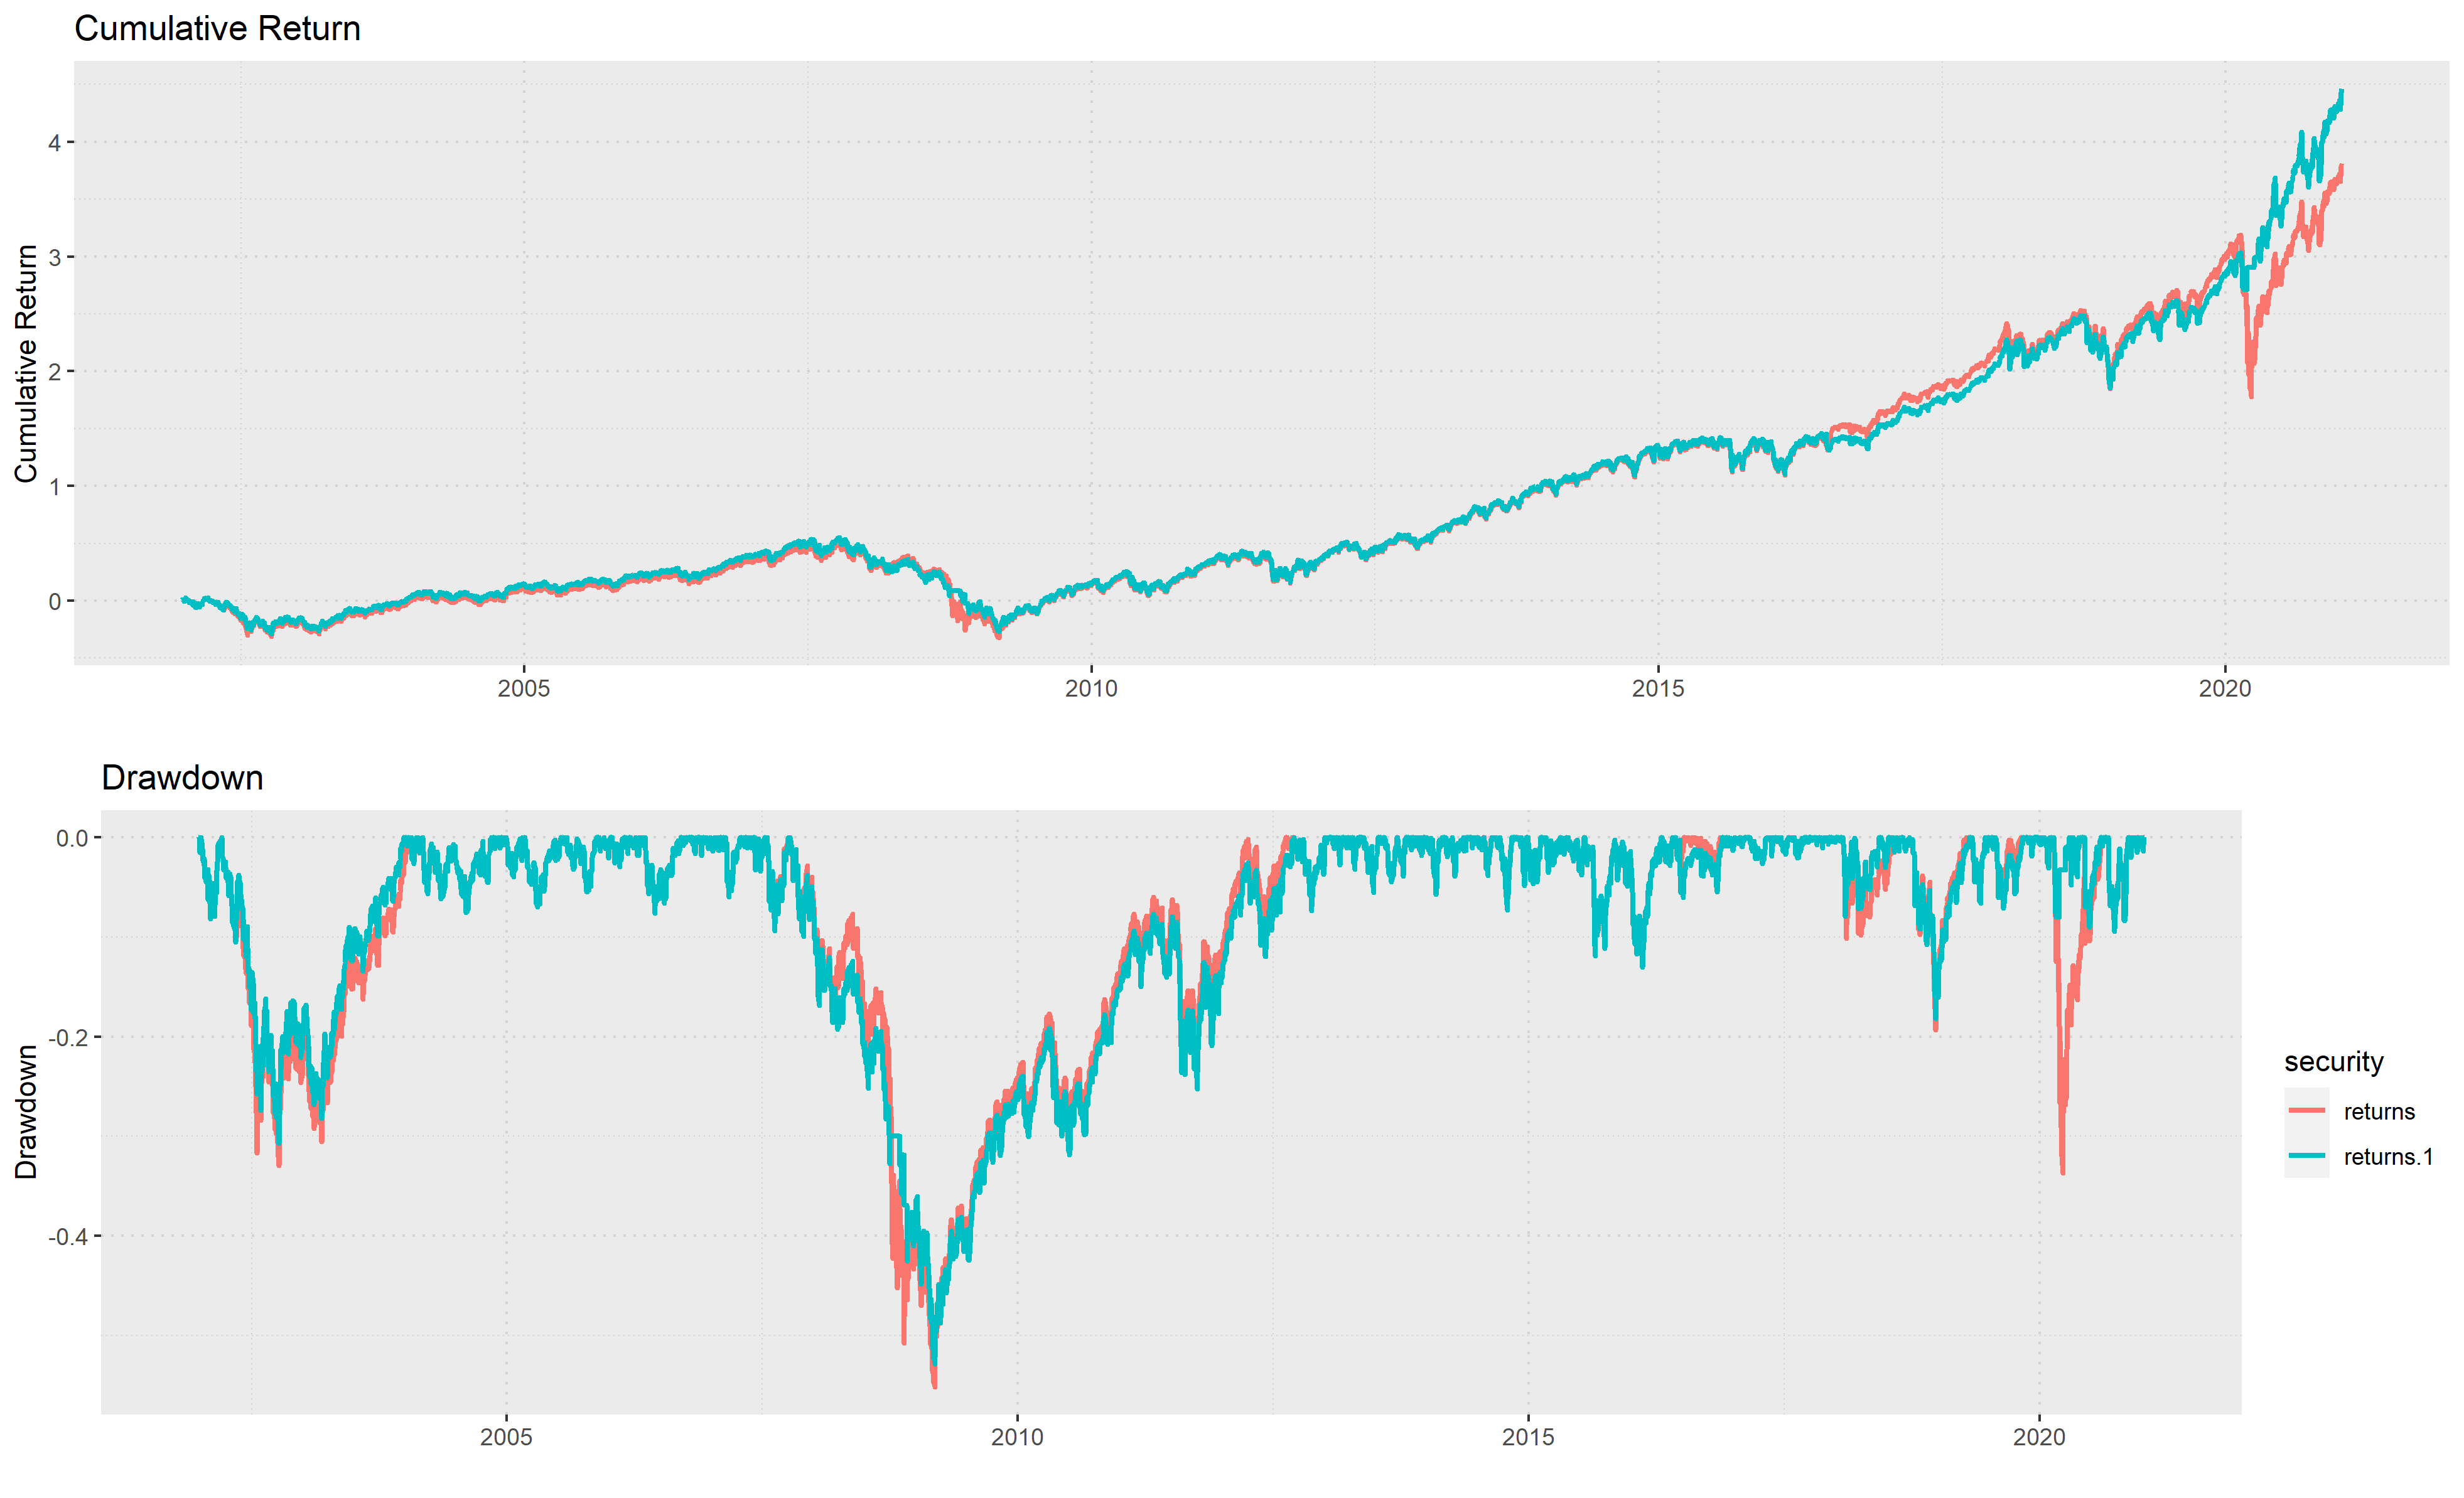 Cumulative Return
Cumulative Return
4
3
2
1
0
2005 2010 2015 2020
Drawdown
Drawdown
0.0
-0.2
-0.4
2005 2010 2015 2020
security
returns
returns.1